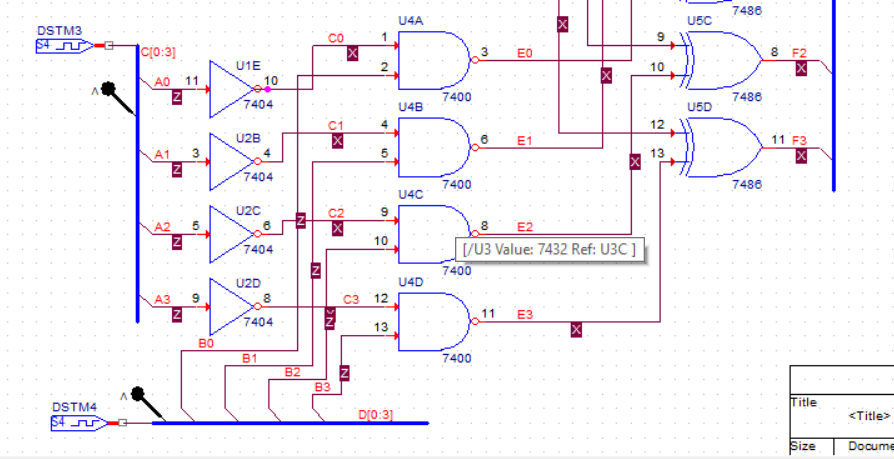 U4A
U5C
7486
DSTM3
S4
C[0:3]
C0
X
1
2
3
E0
X
X
9
10
8
F2
X
7486
A
A0
11
Z
U1E
10
7404
7400
U4B
U5D
A1
3
Z
U2B
4
7404
C1
X
4
5
6
E1
7400
12
13
11
F3
X
7486
X
U4C
A2
5
Z
U2C
6
7404
Z
C2
X
9
10
8
E2
[/U3 Value: 7432 Ref: U3C ]
7400
Z
U4D
A3
9
Z
U2D
8
7404
C3
Z
12
13
11
E3
X
7400
B0
B1
B2
B3
Z
A
DSTM4
S4
D[0:3]
Title
<Title>
Size
Docume